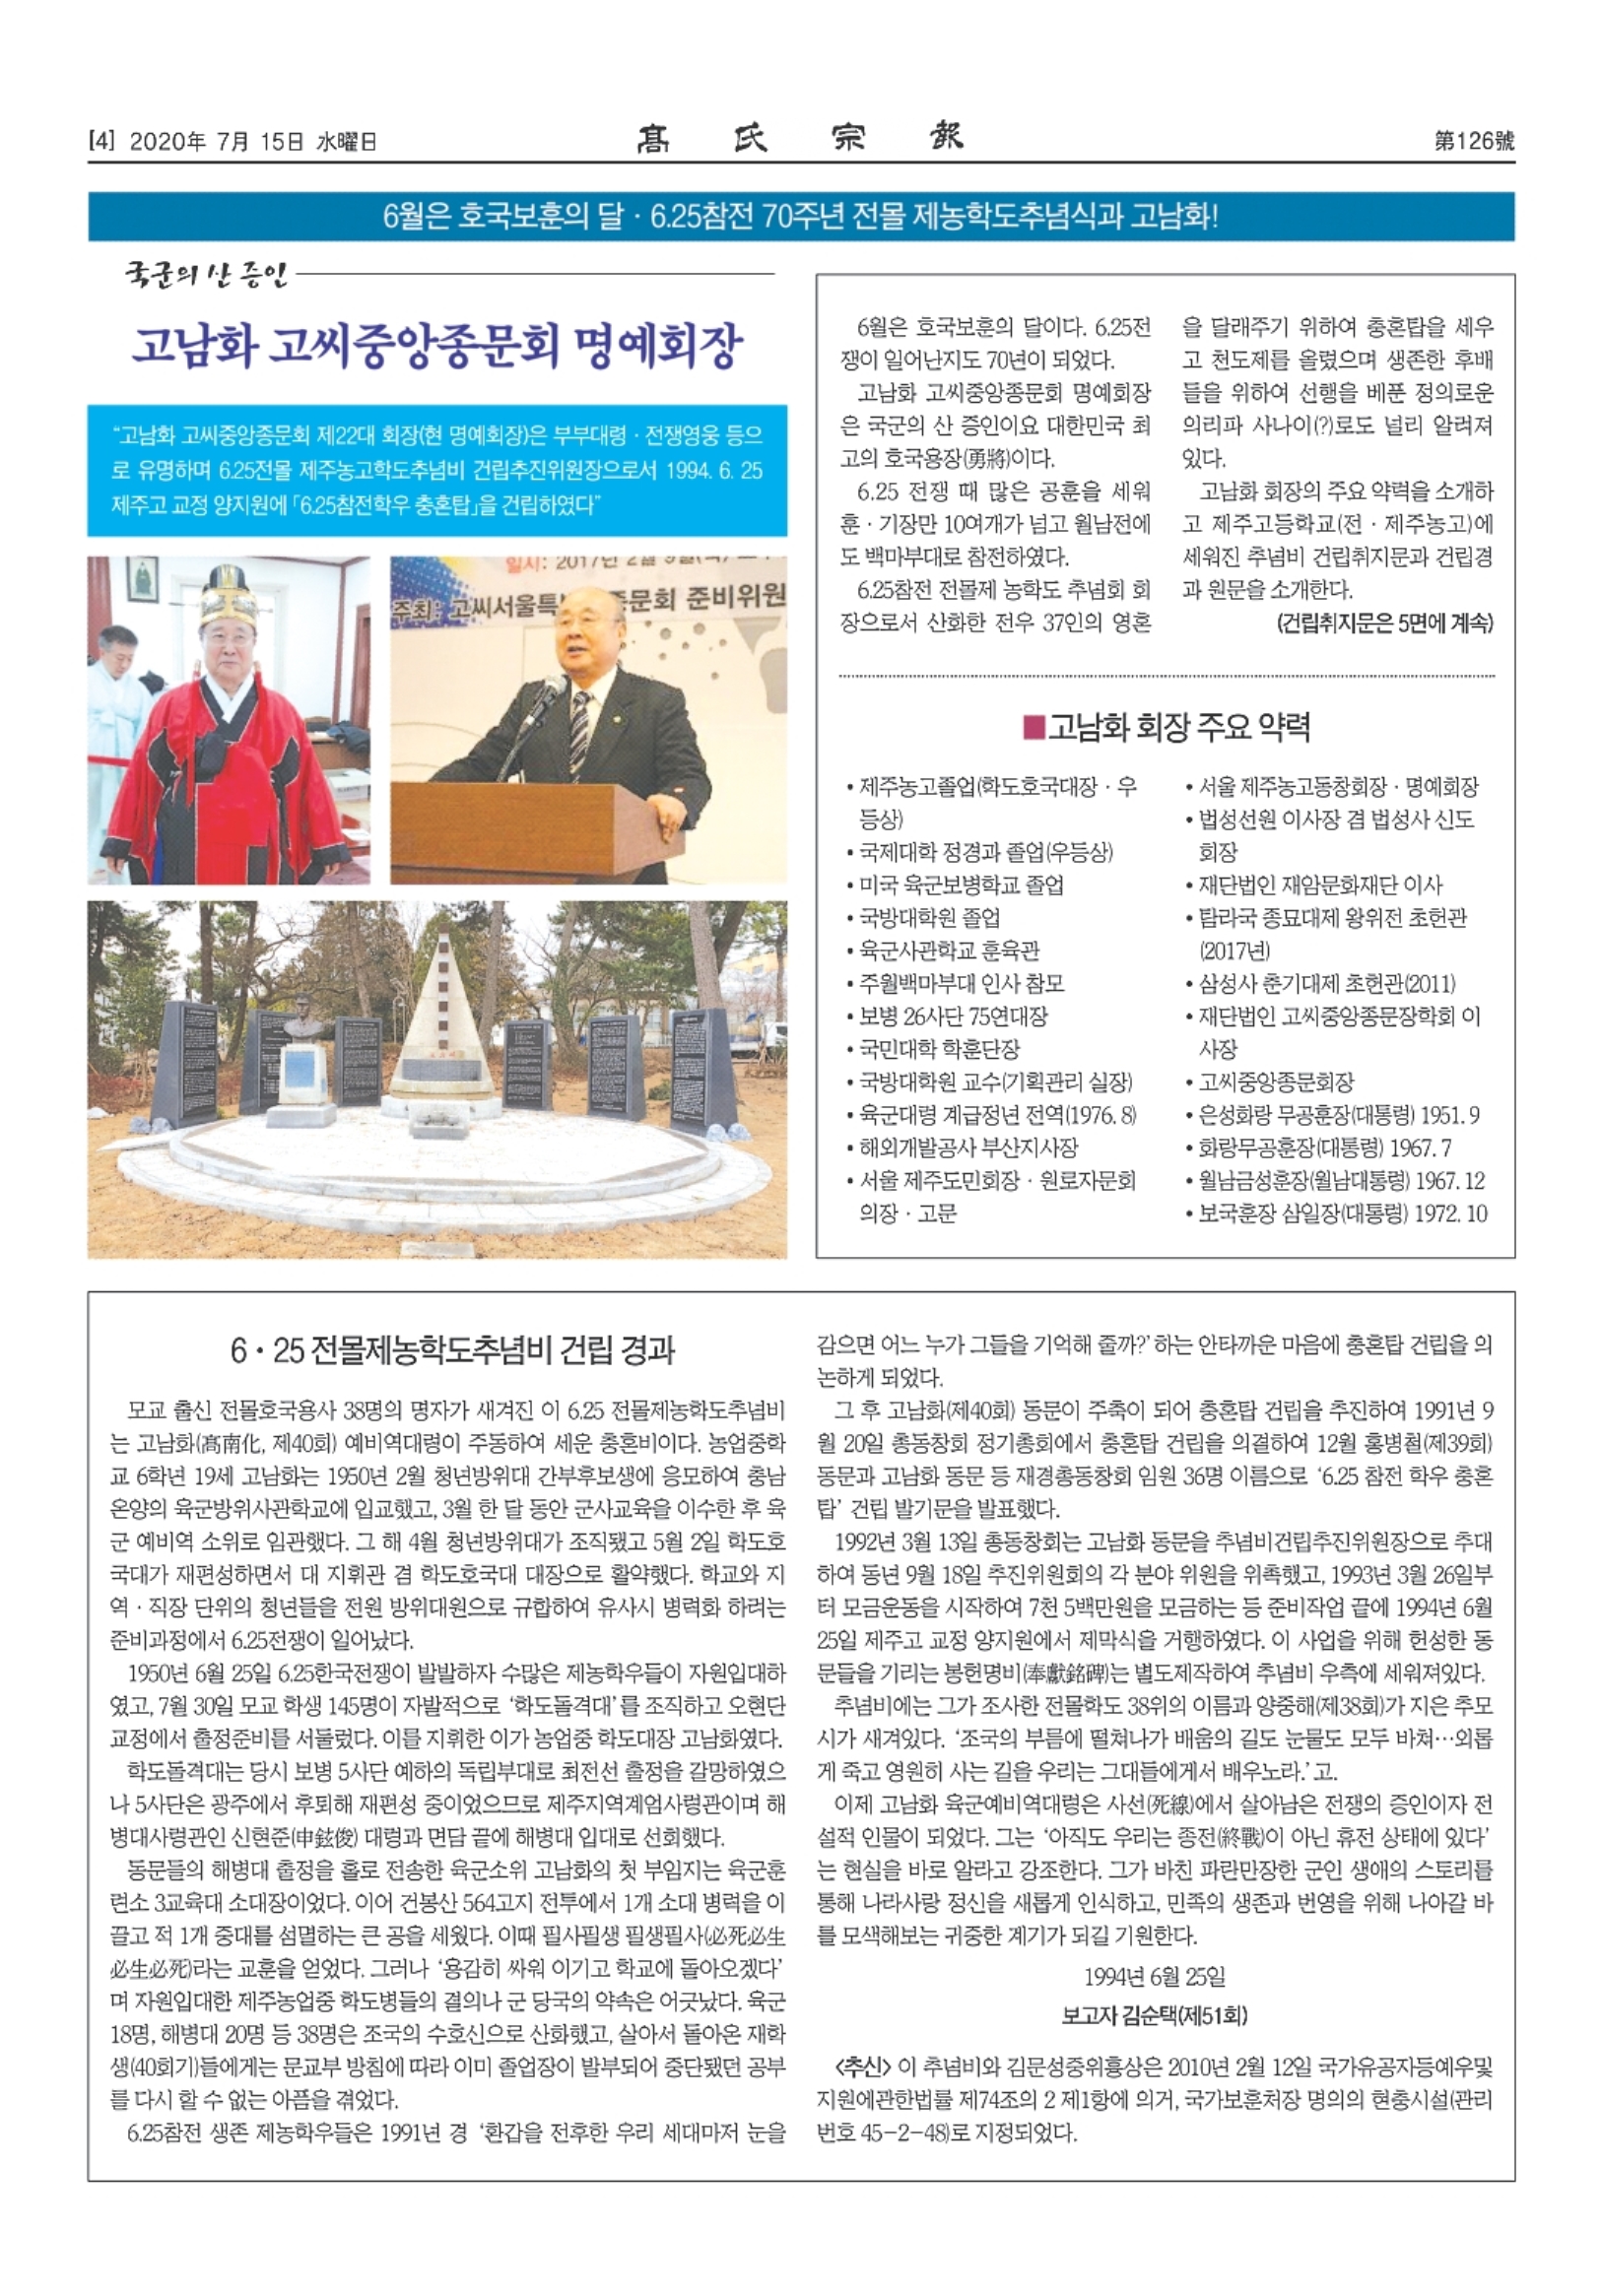 [4] 2020年 7月 15日 水曜日
髙氏宗報
第126號
6월은 호국보훈의 달 · 6.25참전 70주년 전몰 제농학도추념식과 고남화!
국군의 산 증인
고남화 고씨중앙종문회 명예회장
“고남화 고씨중앙종문회 제22대 회장(현 명예회장)은 부부대령 · 전쟁영웅 등으
로 유명하며 6.25전몰 제주농고학도추념비 건립추진위원장으로서 1994. 6. 25
제주고 교정 양지원에 「6.25참전학우 충혼탑」을 건립하였다”
일시: 2017년 2월 9일
주최: 고씨서울특 종문회 준비위원
6월은 호국보훈의 달이다. 6.25전
쟁이 일어난지도 70년이 되었다.
고남화 고씨중앙종문회 명예회장
은 국군의 산 증인이요 대한민국 최
고의 호국용장(勇將)이다.
6.25 전쟁 때 많은 공훈을 세워
훈 · 기장만 10여개가 넘고 월남전에
도 백마부대로 참전하였다.
6.25참전 전몰제 농학도 추념회 회
장으로서 산화한 전우 37인의 영혼
을 달래주기 위하여 충혼탑을 세우
고 천도제를 올렸으며 생존한 후배
들을 위하여 선행을 베푼 정의로운
의리파 사나이(?)로도 널리 알려져
있다.
고남화 회장의 주요 약력을 소개하
고 제주고등학교(전 · 제주농고)에
세워진 추념비 건립취지문과 건립경
과 원문을 소개한다.
(건립취지문은 5면에 계속)
■고남화 회장 주요 약력
• 제주농고졸업(학도호국대장 · 우
등상)
• 국제대학 정경과 졸업(우등상)
• 미국 육군보병학교 졸업
• 국방대학원 졸업
• 육군사관학교 훈육관
• 주월백마부대 인사 참모
• 보병 26사단 75연대장
• 국민대학 학훈단장
• 국방대학원 교수(기획관리 실장)
• 육군대령 계급정년 전역(1976. 8)
• 해외개발공사 부산지사장
• 서울 제주도민회장 · 원로자문회
의장 · 고문
• 서울 제주농고동창회장 · 명예회장
• 법성선원 이사장 겸 법성사 신도
회장
• 재단법인 재암문화재단 이사
• 탐라국 종묘대제 왕위전 초헌관
(2017년)
• 삼성사 춘기대제 초헌관(2011)
• 재단법인 고씨중앙종문장학회 이
사장
• 고씨중앙종문회장
• 은성화랑 무공훈장(대통령) 1951. 9
• 화랑무공훈장(대통령) 1967. 7
• 월남금성훈장(월남대통령) 1967. 12
• 보국훈장 삼일장(대통령) 1972. 10
6 · 25 전몰제농학도추념비 건립 경과
모교 출신 전몰호국용사 38명의 명자가 새겨진 이 6.25 전몰제농학도추념비
는 고남화(髙南化, 제40회) 예비역대령이 주동하여 세운 충혼비이다. 농업중학
교 6학년 19세 고남화는 1950년 2월 청년방위대 간부후보생에 응모하여 충남
온양의 육군방위사관학교에 입교했고, 3월 한 달 동안 군사교육을 이수한 후 육
군 예비역 소위로 임관했다. 그 해 4월 청년방위대가 조직됐고 5월 2일 학도호
국대가 재편성하면서 대 지휘관 겸 학도호국대 대장으로 활약했다. 학교와 지
역 · 직장 단위의 청년들을 전원 방위대원으로 규합하여 유사시 병력화 하려는
준비과정에서 6.25전쟁이 일어났다.
1950년 6월 25일 6.25한국전쟁이 발발하자 수많은 제농학우들이 자원입대하
였고, 7월 30일 모교 학생 145명이 자발적으로 ‘학도돌격대’를 조직하고 오현단
교정에서 출정준비를 서둘렀다. 이를 지휘한 이가 농업중 학도대장 고남화였다.
학도돌격대는 당시 보병 5사단 예하의 독립부대로 최전선 출정을 갈망하였으
나 5사단은 광주에서 후퇴해 재편성 중이었으므로 제주지역계엄사령관이며 해
병대사령관인 신현준(申鉉俊) 대령과 면담 끝에 해병대 입대로 선회했다.
동문들의 해병대 출정을 홀로 전송한 육군소위 고남화의 첫 부임지는 육군훈
련소 3교육대 소대장이었다. 이어 건봉산 564고지 전투에서 1개 소대 병력을 이
끌고 적 1개 중대를 섬멸하는 큰 공을 세웠다. 이때 필사필생 필생필사(必死必生
必生必死)라는 교훈을 얻었다. 그러나 ‘용감히 싸워 이기고 학교에 돌아오겠다’
며 자원입대한 제주농업중 학도병들의 결의나 군 당국의 약속은 어긋났다. 육군
18명, 해병대 20명 등 38명은 조국의 수호신으로 산화했고, 살아서 돌아온 재학
생(40회기)들에게는 문교부 방침에 따라 이미 졸업장이 발부되어 중단됐던 공부
를 다시 할 수 없는 아픔을 겪었다.
6.25참전 생존 제농학우들은 1991년 경 ‘환갑을 전후한 우리 세대마저 눈을
감으면 어느 누가 그들을 기억해 줄까?’ 하는 안타까운 마음에 충혼탑 건립을 의
논하게 되었다.
그 후 고남화(제40회) 동문이 주축이 되어 충혼탑 건립을 추진하여 1991년 9
월 20일 총동창회 정기총회에서 충혼탑 건립을 의결하여 12월 홍병철(제39회)
동문과 고남화 동문 등 재경총동창회 임원 36명 이름으로 ‘6.25 참전 학우 충혼
탑’ 건립 발기문을 발표했다.
1992년 3월 13일 총동창회는 고남화 동문을 추념비건립추진위원장으로 추대
하여 동년 9월 18일 추진위원회의 각 분야 위원을 위촉했고, 1993년 3월 26일부
터 모금운동을 시작하여 7천 5백만원을 모금하는 등 준비작업 끝에 1994년 6월
25일 제주고 교정 양지원에서 제막식을 거행하였다. 이 사업을 위해 헌성한 동
문들을 기리는 봉헌명비(奉獻銘碑)는 별도제작하여 추념비 우측에 세워져있다.
추념비에는 그가 조사한 전몰학도 38위의 이름과 양중해(제38회)가 지은 추모
시가 새겨있다. ‘조국의 부름에 떨쳐나가 배움의 길도 눈물도 모두 바쳐…외롭
게 죽고 영원히 사는 길을 우리는 그대들에게서 배우노라.’고.
이제 고남화 육군예비역대령은 사선(死線)에서 살아남은 전쟁의 증인이자 전
설적 인물이 되었다. 그는 ‘아직도 우리는 종전(終戰)이 아닌 휴전 상태에 있다’
는 현실을 바로 알라고 강조한다. 그가 바친 파란만장한 군인 생애의 스토리를
통해 나라사랑 정신을 새롭게 인식하고, 민족의 생존과 번영을 위해 나아갈 바
를 모색해보는 귀중한 계기가 되길 기원한다.
1994년 6월 25일
보고자 김순택(제51회)
<추신> 이 추념비와 김문성중위흉상은 2010년 2월 12일 국가유공자등예우및
지원에관한법률 제74조의 2 제1항에 의거, 국가보훈처장 명의의 현충시설(관리
번호 45-2-48)로 지정되었다.